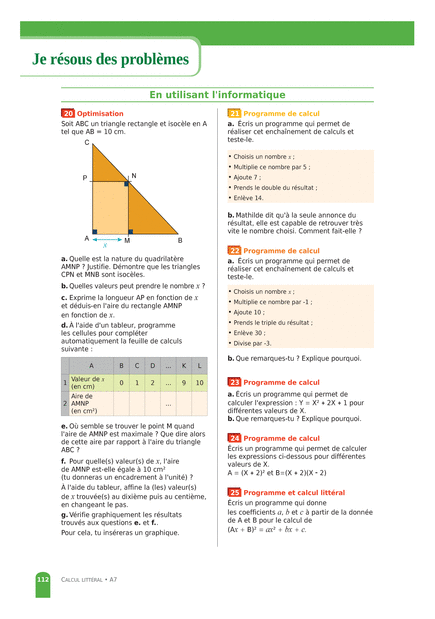 Je résous des problèmes
En utilisant l'informatique
20 Optimisation
Soit ABC un triangle rectangle et isocèle en A
tel que AB = 10 cm.
C
P
N
A
M
B
x
a. Quelle est la nature du quadrilatère
AMNP ? Justifie. Démontre que les triangles
CPN et MNB sont isocèles.
b. Quelles valeurs peut prendre le nombre x ?
c. Exprime la longueur AP en fonction de x
et déduis-en l'aire du rectangle AMNP
en fonction de x.
d. À l'aide d'un tableur, programme
les cellules pour compléter
automatiquement la feuille de calculs
suivante :
A B C D ... K L
1 Valeur de x (en cm) 0 1 2 ... 9 10
2 Aire de AMNP (en cm²) ...
e. Où semble se trouver le point M quand
l'aire de AMNP est maximale ? Que dire alors
de cette aire par rapport à l'aire du triangle
ABC ?
f. Pour quelle(s) valeur(s) de x, l'aire
de AMNP est-elle égale à 10 cm²
(tu donneras un encadrement à l'unité) ?
À l'aide du tableur, affine la (les) valeur(s)
de x trouvée(s) au dixième puis au centième,
en changeant le pas.
g. Vérifie graphiquement les résultats
trouvés aux questions e. et f..
Pour cela, tu inséreras un graphique.
21 Programme de calcul
a. Écris un programme qui permet de
réaliser cet enchaînement de calculs et
teste-le.
• Choisis un nombre x ;
• Multiplie ce nombre par 5 ;
• Ajoute 7 ;
• Prends le double du résultat ;
• Enlève 14.
b. Mathilde dit qu'à la seule annonce du
résultat, elle est capable de retrouver très
vite le nombre choisi. Comment fait-elle ?
22 Programme de calcul
a. Écris un programme qui permet de
réaliser cet enchaînement de calculs et
teste-le.
• Choisis un nombre x ;
• Multiplie ce nombre par -1 ;
• Ajoute 10 ;
• Prends le triple du résultat ;
• Enlève 30 ;
• Divise par -3.
b. Que remarques-tu ? Explique pourquoi.
23 Programme de calcul
a. Écris un programme qui permet de
calculer l'expression : Y = X² + 2X + 1 pour
différentes valeurs de X.
b. Que remarques-tu ? Explique pourquoi.
24 Programme de calcul
Écris un programme qui permet de calculer
les expressions ci-dessous pour différentes
valeurs de X.
A = (X + 2)² et B=(X + 2)(X - 2)
25 Programme et calcul littéral
Écris un programme qui donne
les coefficients a, b et c à partir de la donnée
de A et B pour le calcul de
(Ax + B)² = ax² + bx + c.
112 CALCUL LITTÉRAL • A7